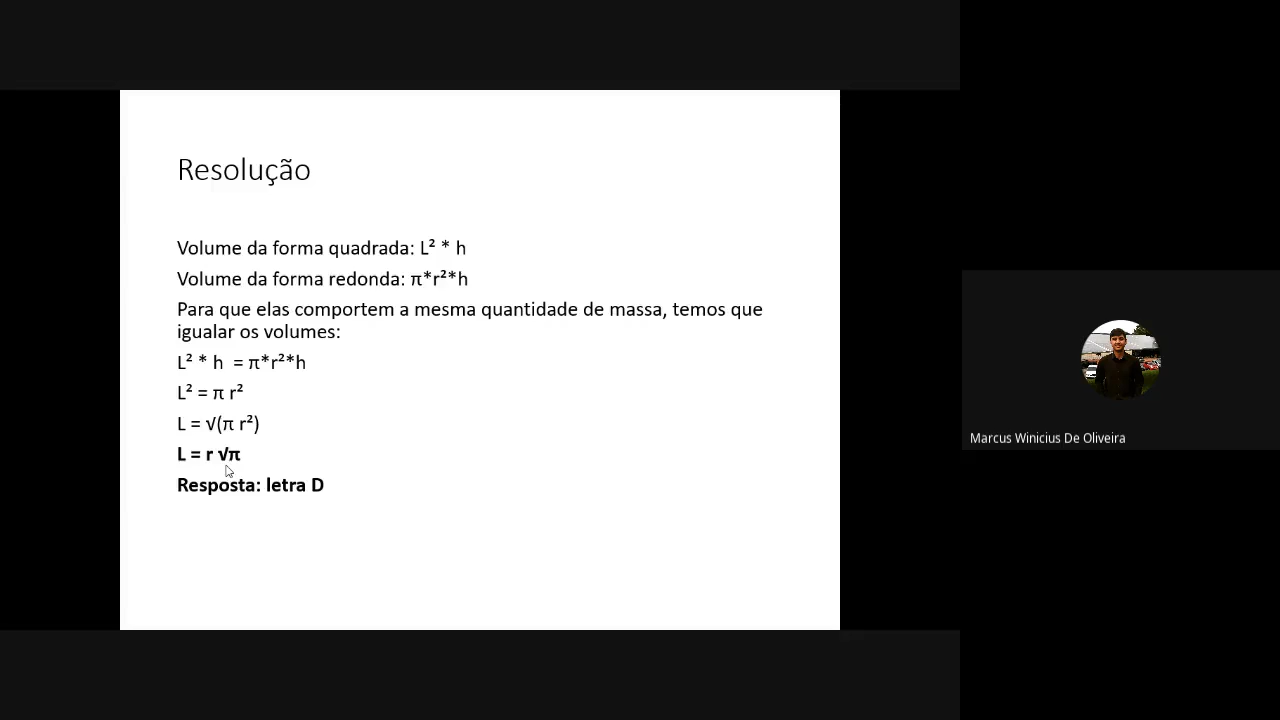 Resolução
Volume da forma quadrada: L² * h
Volume da forma redonda: π*r²*h
Para que elas comportem a mesma quantidade de massa, temos que
igualar os volumes:
L² * h  = π*r²*h
L² = π r²
L = √(π r²)
L = r √π
Resposta: letra D
Marcus Winicius De Oliveira